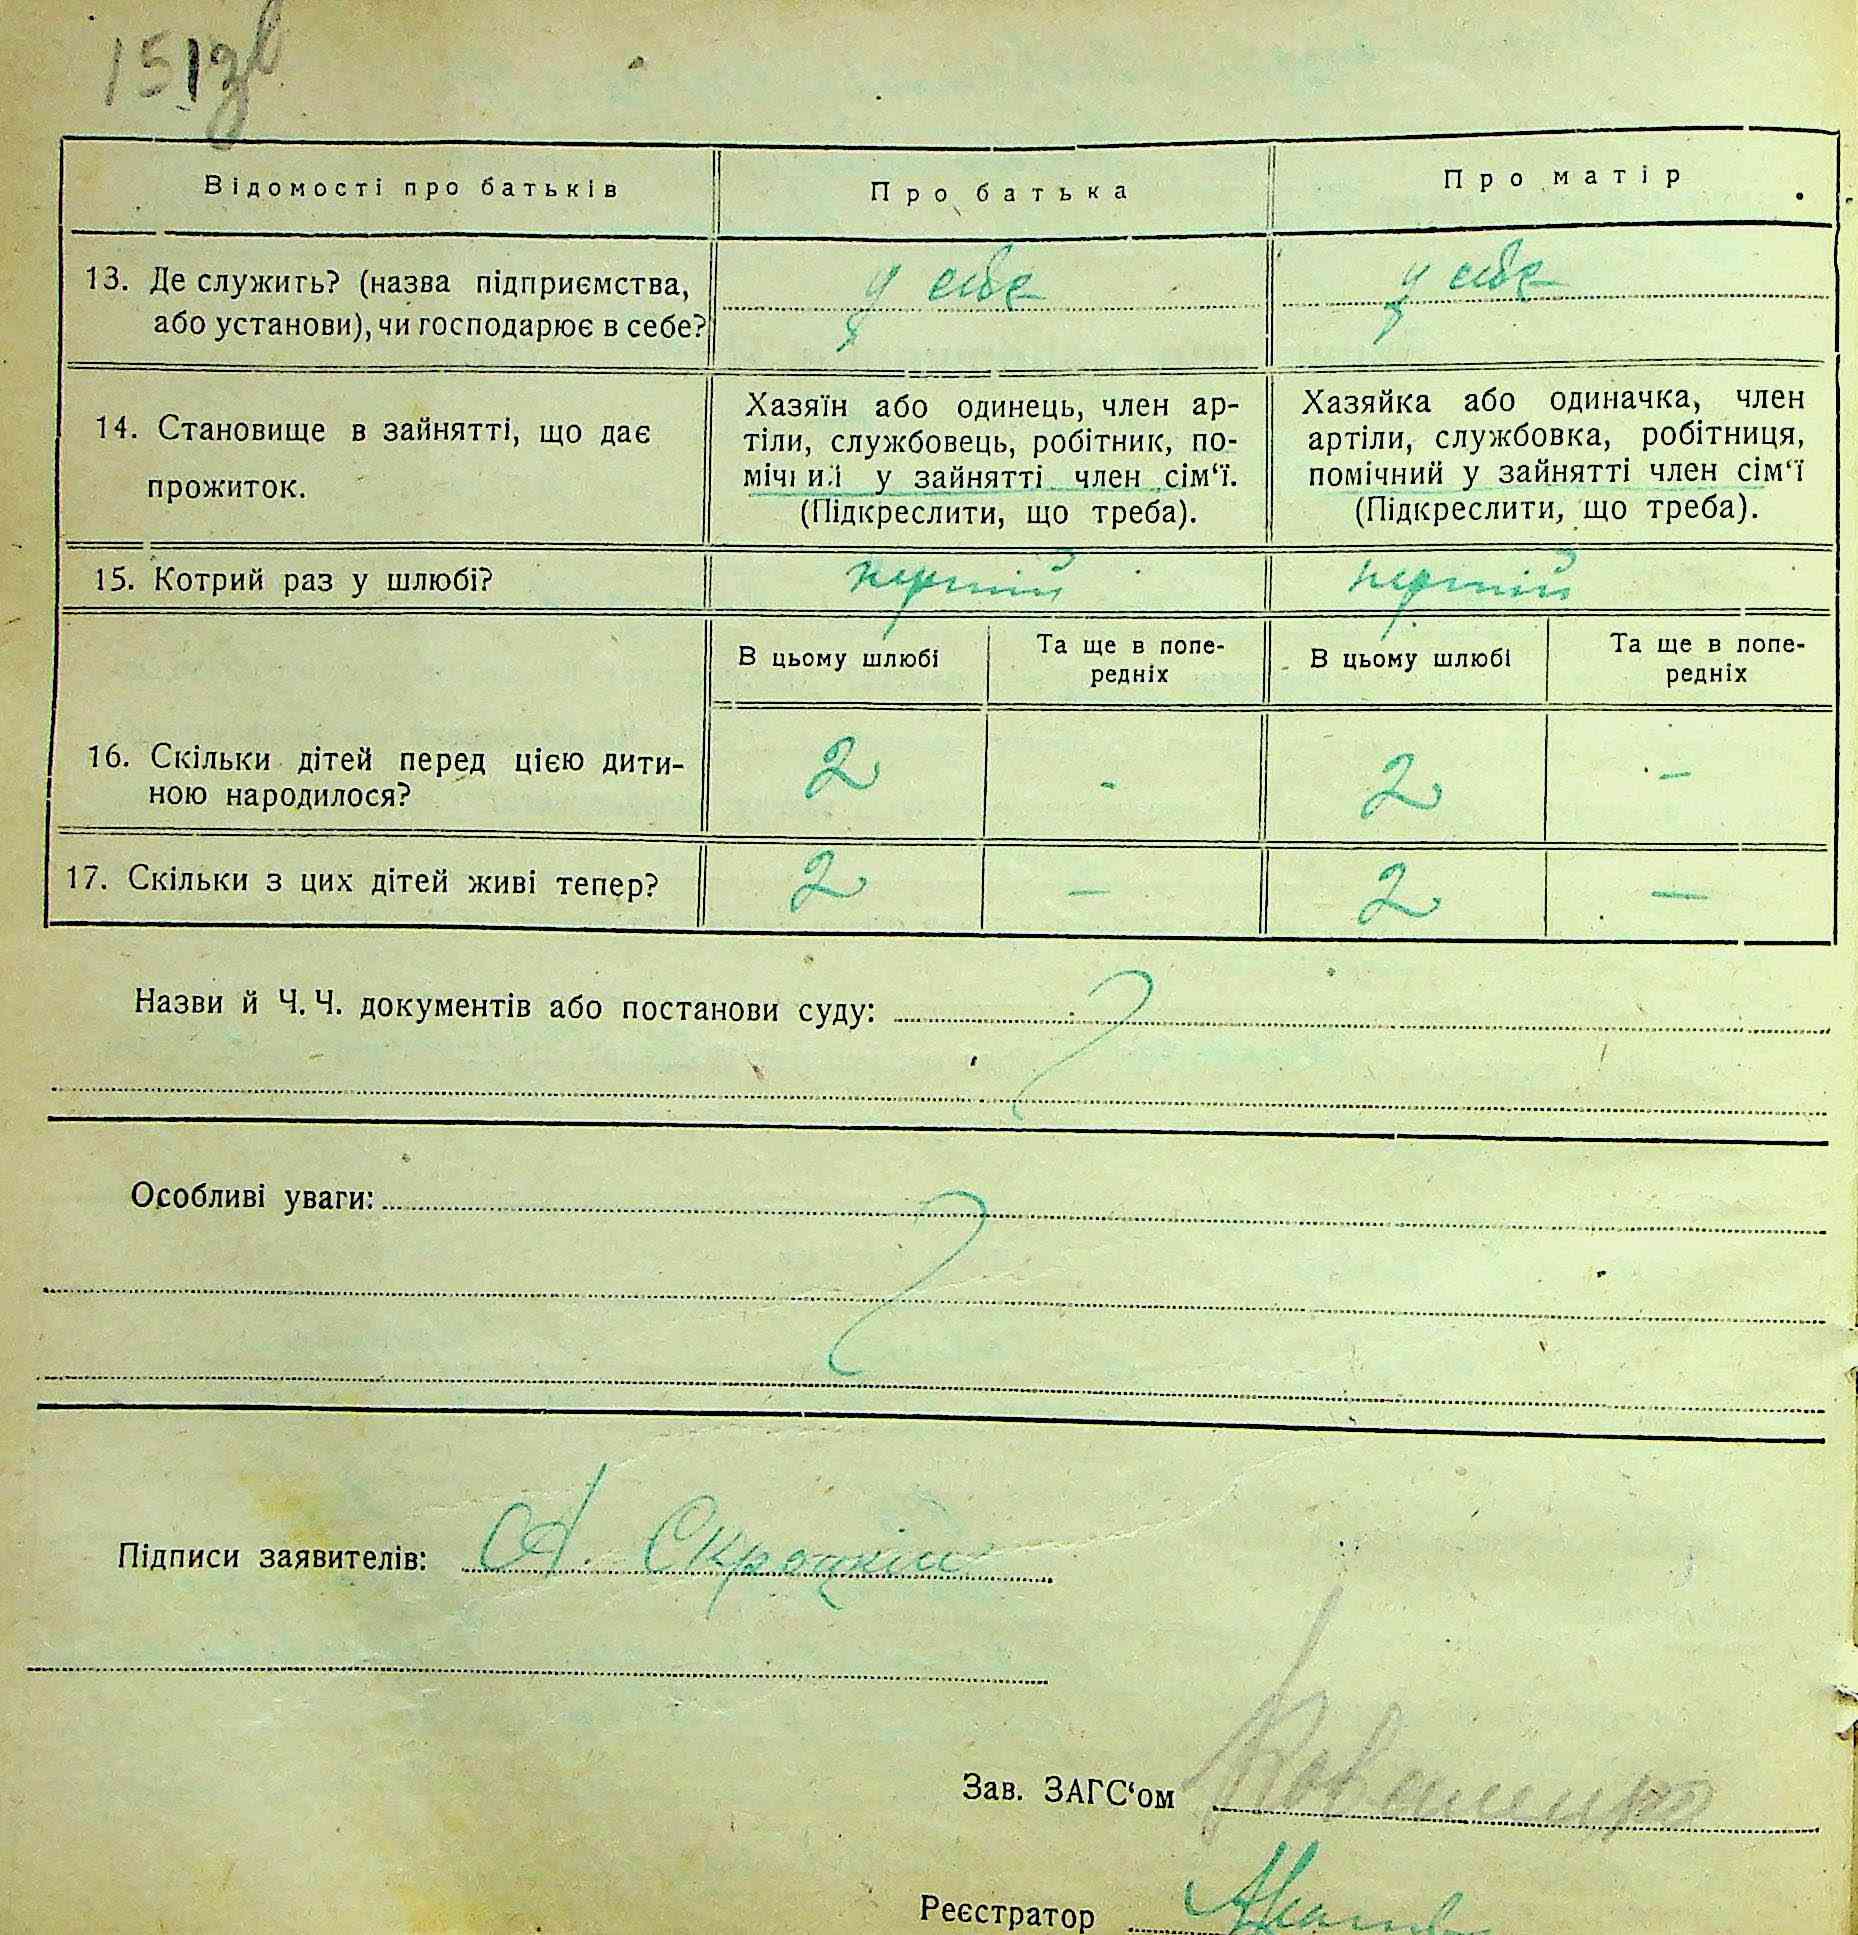 151зв
Відомості про батьків
Про батька
Про матір
13. Де служить? (назва підприємства,
або установи), чи господарює в себе?
у себе
у себе
14. Становище в зайнятті, що дає
прожиток.
Хазяїн або одинець, член ар-
тіли, службовець, робітник, по-
мічний у зайнятті член сім‘ї.
(Підкреслити, що треба).
Хазяйка або одиначка, член
артіли, службовка, робітниця,
помічний у зайнятті член сім‘ї
(Підкреслити, що треба).
15. Котрий раз у шлюбі?
В цьому шлюбі
Та ще в попе-
редніх
В цьому шлюбі
Та ще в попе-
редніх
16. Скільки дітей перед цією дити-
ною народилося?
2 - 2 —
17. Скільки з цих дітей живі тепер?
2 — 2 —
Назви й Ч. Ч. документів або постанови суду:
Особливі уваги:
Підписи заявителів: А. Скроцкій
Зав. ЗАГС‘ом
Реєстратор